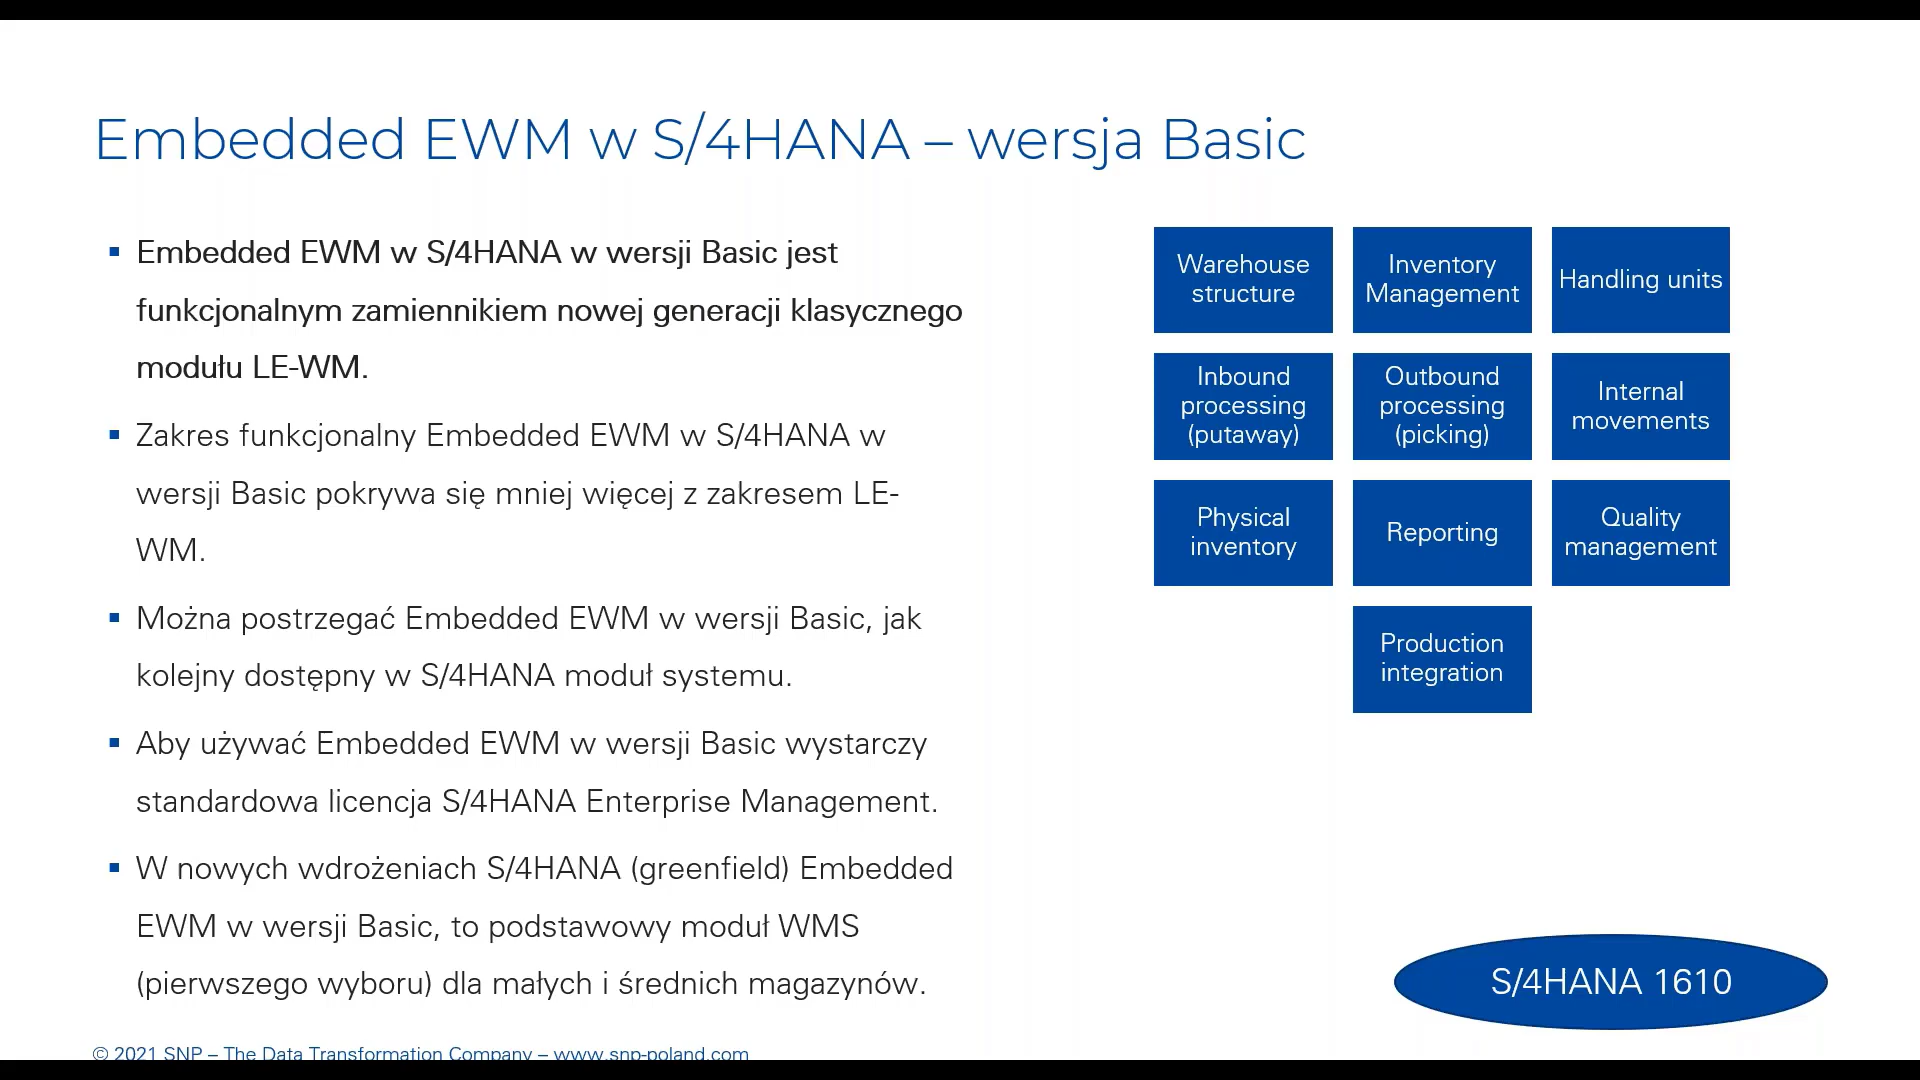 Embedded EWM w S/4HANA – wersja Basic
▪ Embedded EWM w S/4HANA w wersji Basic jest
funkcjonalnym zamiennikiem nowej generacji klasycznego
modułu LE-WM.
▪ Zakres funkcjonalny Embedded EWM w S/4HANA w
wersji Basic pokrywa się mniej więcej z zakresem LE-
WM.
▪ Można postrzegać Embedded EWM w wersji Basic, jak
kolejny dostępny w S/4HANA moduł systemu.
▪ Aby używać Embedded EWM w wersji Basic wystarczy
standardowa licencja S/4HANA Enterprise Management.
▪ W nowych wdrożeniach S/4HANA (greenfield) Embedded
EWM w wersji Basic, to podstawowy moduł WMS
(pierwszego wyboru) dla małych i średnich magazynów.
Warehouse
structure
Inventory
Management
Handling units
Inbound
processing
(putaway)
Outbound
processing
(picking)
Internal
movements
Physical
inventory
Reporting
Quality
management
Production
integration
S/4HANA 1610
© 2021 SNP – The Data Transformation Company – www.snp-poland.com